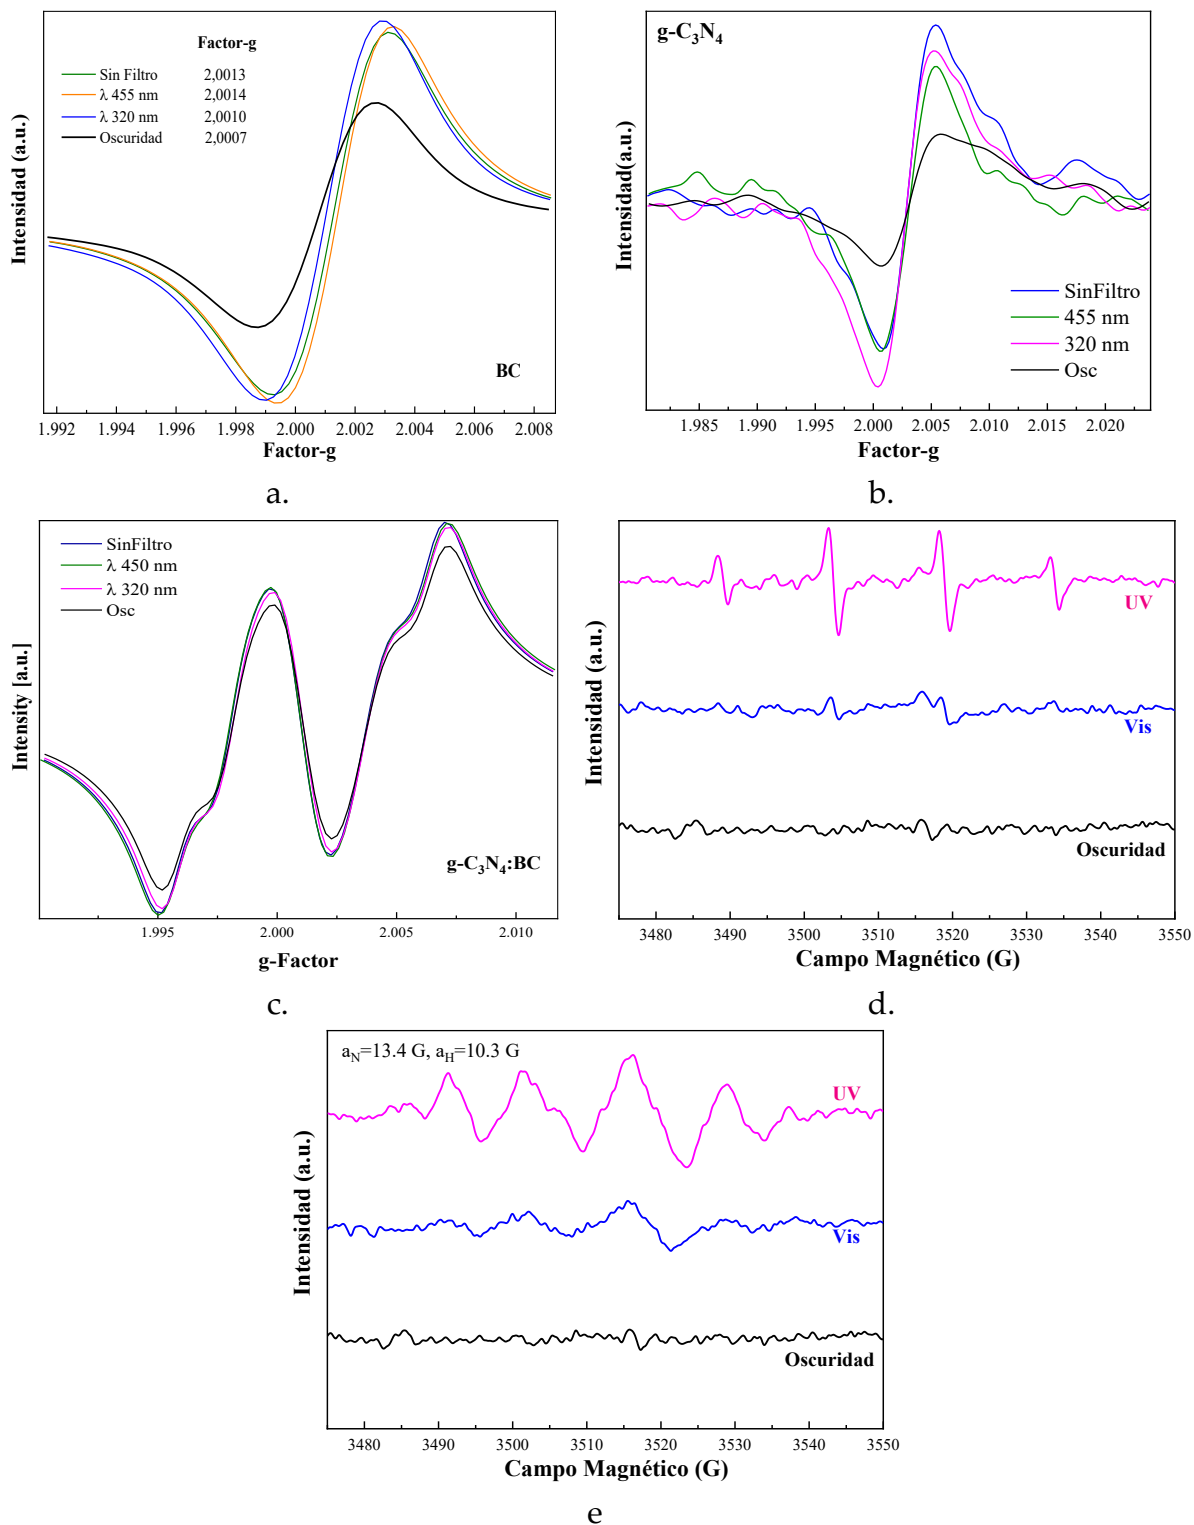 Factor-g
Sin Filtro 2,0013
λ 455 nm 2,0014
λ 320 nm 2,0010
Oscuridad 2,0007
Intensidad (a.u.)
BC
1.992 1.994 1.996 1.998 2.000 2.002 2.004 2.006 2.008
Factor-g
a.
g-C₃N₄
Intensidad(a.u.)
SinFiltro
455 nm
320 nm
Osc
1.985 1.990 1.995 2.000 2.005 2.010 2.015 2.020
Factor-g
b.
SinFiltro
λ 450 nm
λ 320 nm
Osc
Intensity [a.u.]
g-C₃N₄:BC
1.995 2.000 2.005 2.010
g-Factor
c.
UV
Vis
Oscuridad
Intensidad (a.u.)
3480 3490 3500 3510 3520 3530 3540 3550
Campo Magnético (G)
d.
a_N=13.4 G, a_H=10.3 G
UV
Vis
Oscuridad
Intensidad (a.u.)
3480 3490 3500 3510 3520 3530 3540 3550
Campo Magnético (G)
e